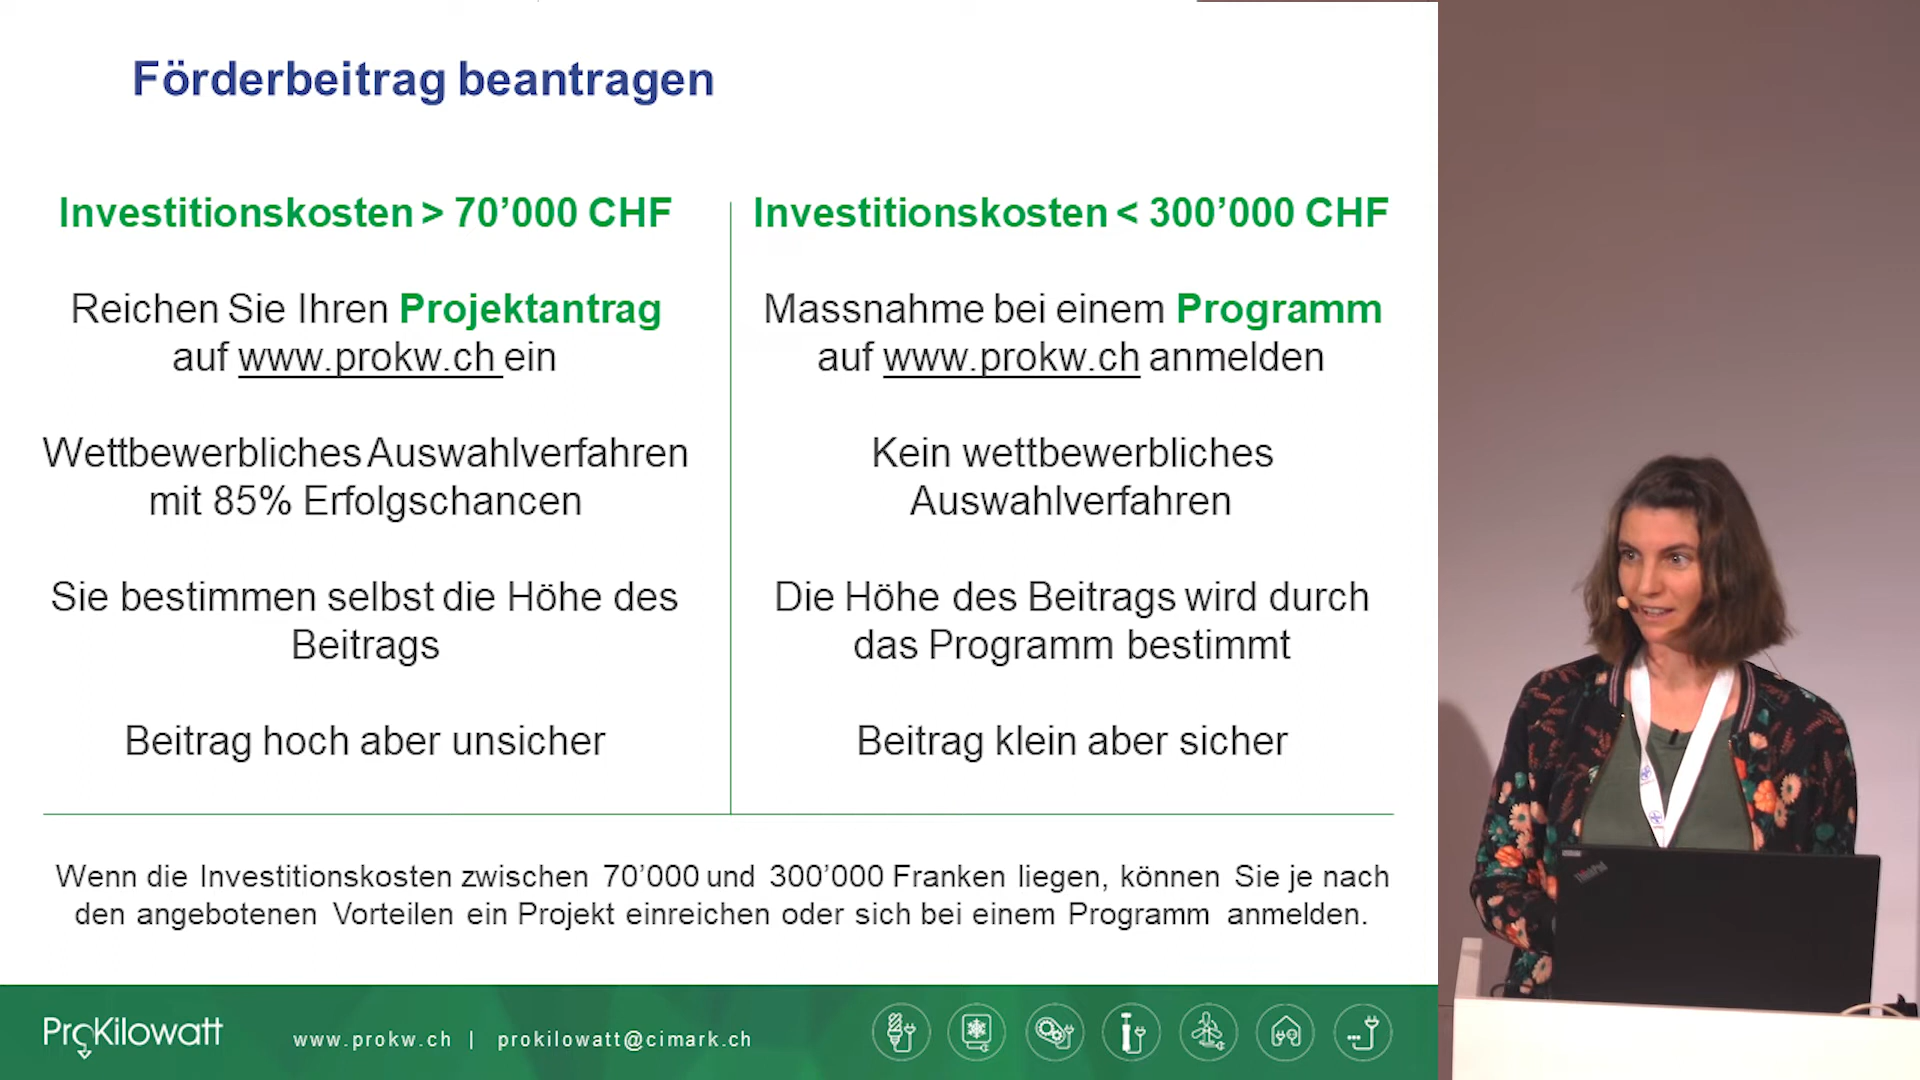 Förderbeitrag beantragen
Investitionskosten > 70’000 CHF
Reichen Sie Ihren Projektantrag
auf www.prokw.ch ein
Wettbewerbliches Auswahlverfahren
mit 85% Erfolgschancen
Sie bestimmen selbst die Höhe des
Beitrags
Beitrag hoch aber unsicher
Investitionskosten < 300’000 CHF
Massnahme bei einem Programm
auf www.prokw.ch anmelden
Kein wettbewerbliches
Auswahlverfahren
Die Höhe des Beitrags wird durch
das Programm bestimmt
Beitrag klein aber sicher
Wenn die Investitionskosten zwischen 70’000 und 300’000 Franken liegen, können Sie je nach
den angebotenen Vorteilen ein Projekt einreichen oder sich bei einem Programm anmelden.
ProKilowatt
www.prokw.ch | prokilowatt@cimark.ch
ThinkPad